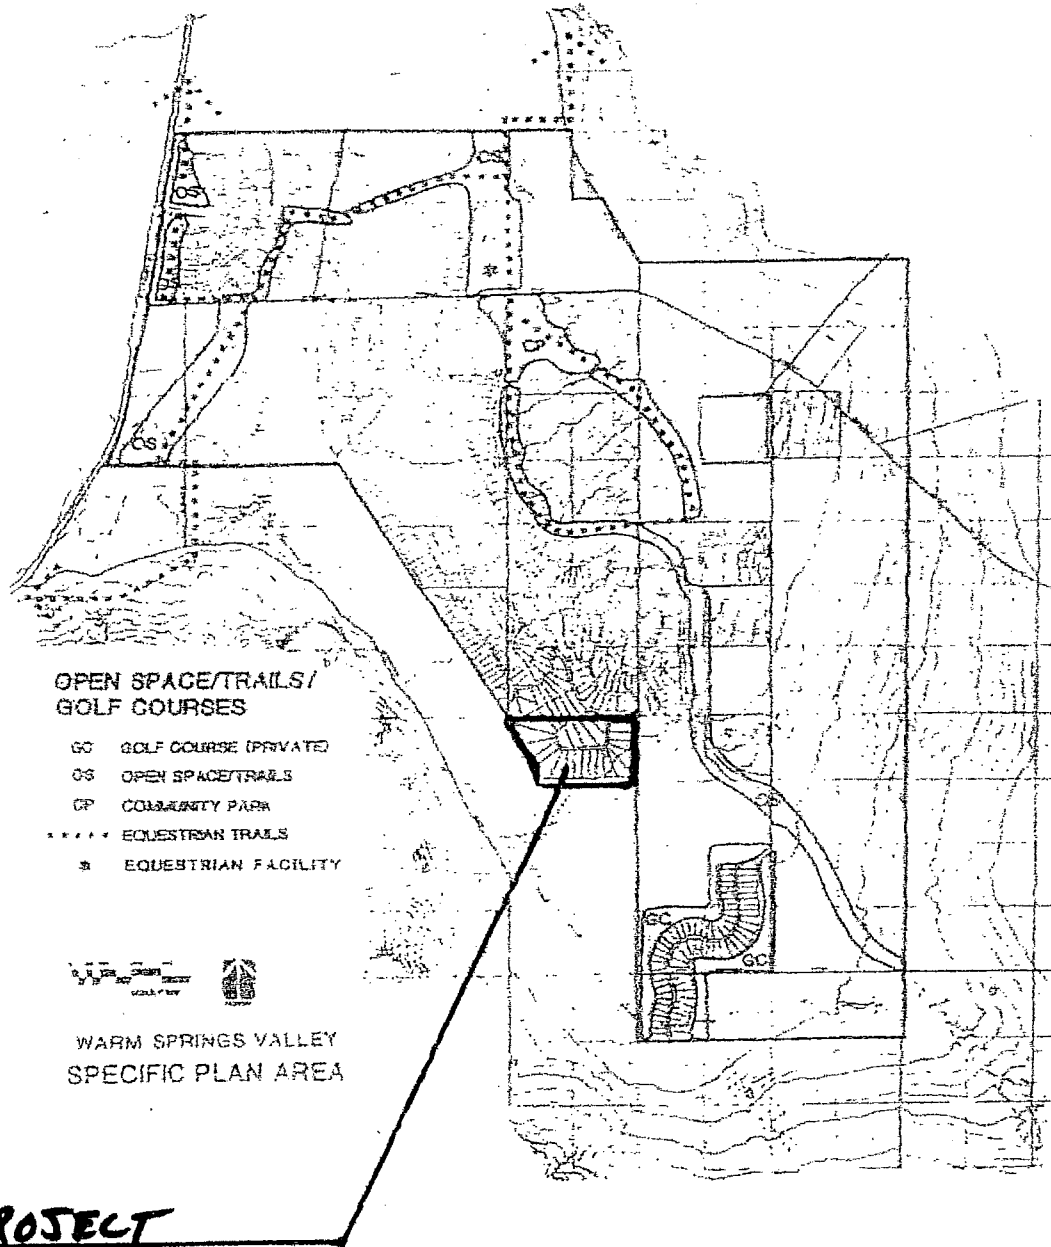 OS
OS
OPEN SPACE/TRAILS/
GOLF COURSES
GC GOLF COURSE (PRIVATE)
OS OPEN SPACE/TRAILS
CP COMMUNITY PARK
***** EQUESTRIAN TRAILS
* EQUESTRIAN FACILITY
OS
GC
GC
WARM SPRINGS VALLEY
SPECIFIC PLAN AREA
ROJECT